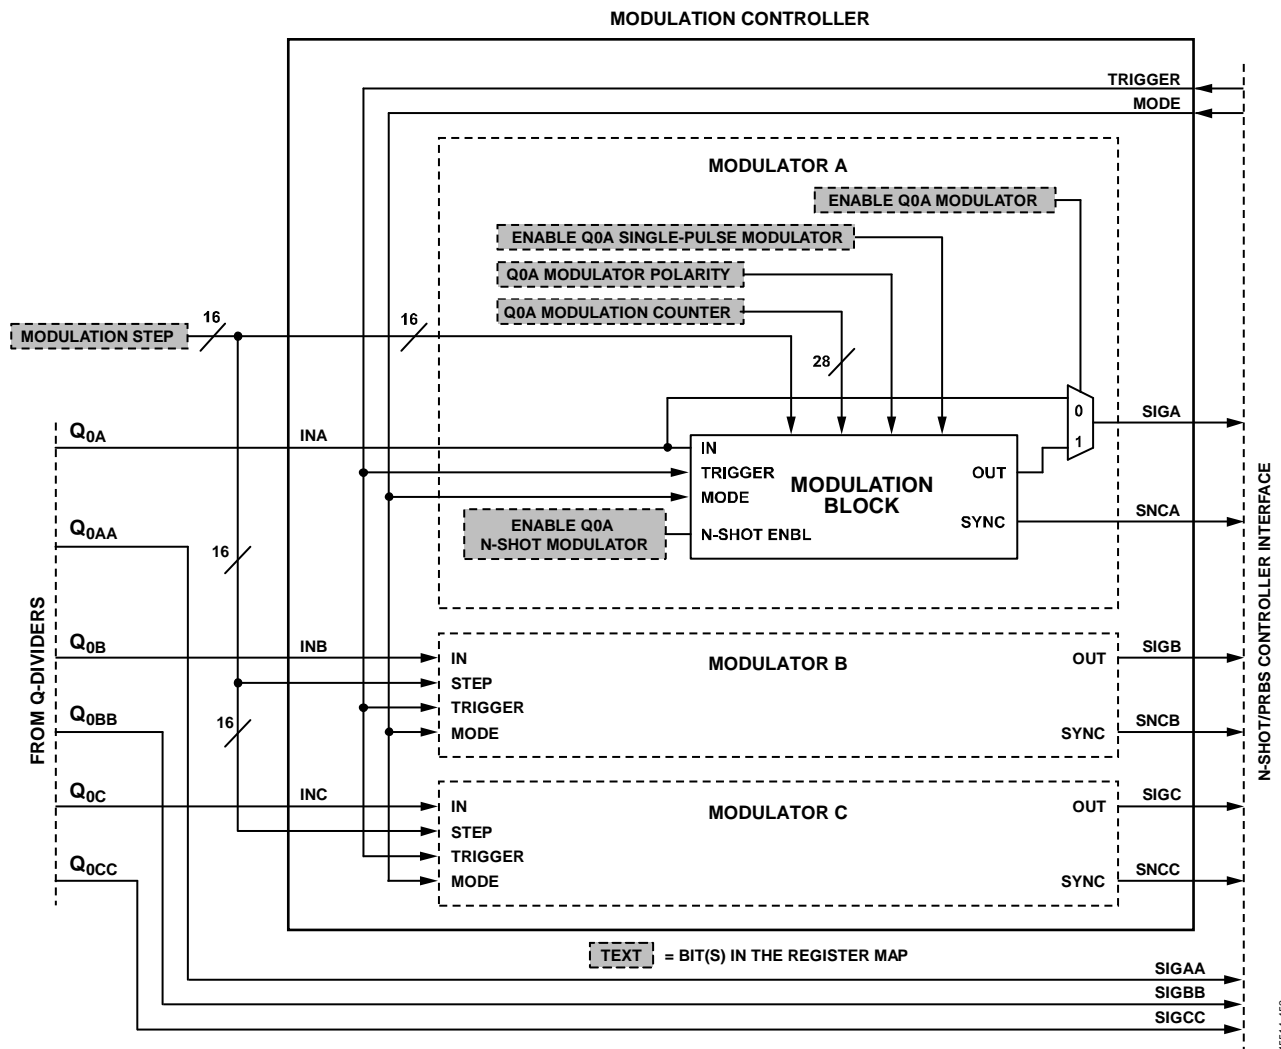 MODULATION CONTROLLER
TRIGGER
MODE
MODULATOR A
ENABLE Q0A MODULATOR
ENABLE Q0A SINGLE-PULSE MODULATOR
Q0A MODULATOR POLARITY
Q0A MODULATION COUNTER
MODULATION STEP
16
16
28
0
1
SIGA
Q0A
INA
IN
TRIGGER
MODE
N-SHOT ENBL
MODULATION
BLOCK
OUT
SYNC
SNCA
ENABLE Q0A
N-SHOT MODULATOR
Q0AA
16
FROM Q-DIVIDERS
N-SHOT/PRBS CONTROLLER INTERFACE
Q0B
INB
IN
STEP
TRIGGER
MODE
MODULATOR B
OUT
SYNC
SIGB
SNCB
Q0BB
16
Q0C
INC
IN
STEP
TRIGGER
MODE
MODULATOR C
OUT
SYNC
SIGC
SNCC
Q0CC
TEXT = BIT(S) IN THE REGISTER MAP
SIGAA
SIGBB
SIGCC